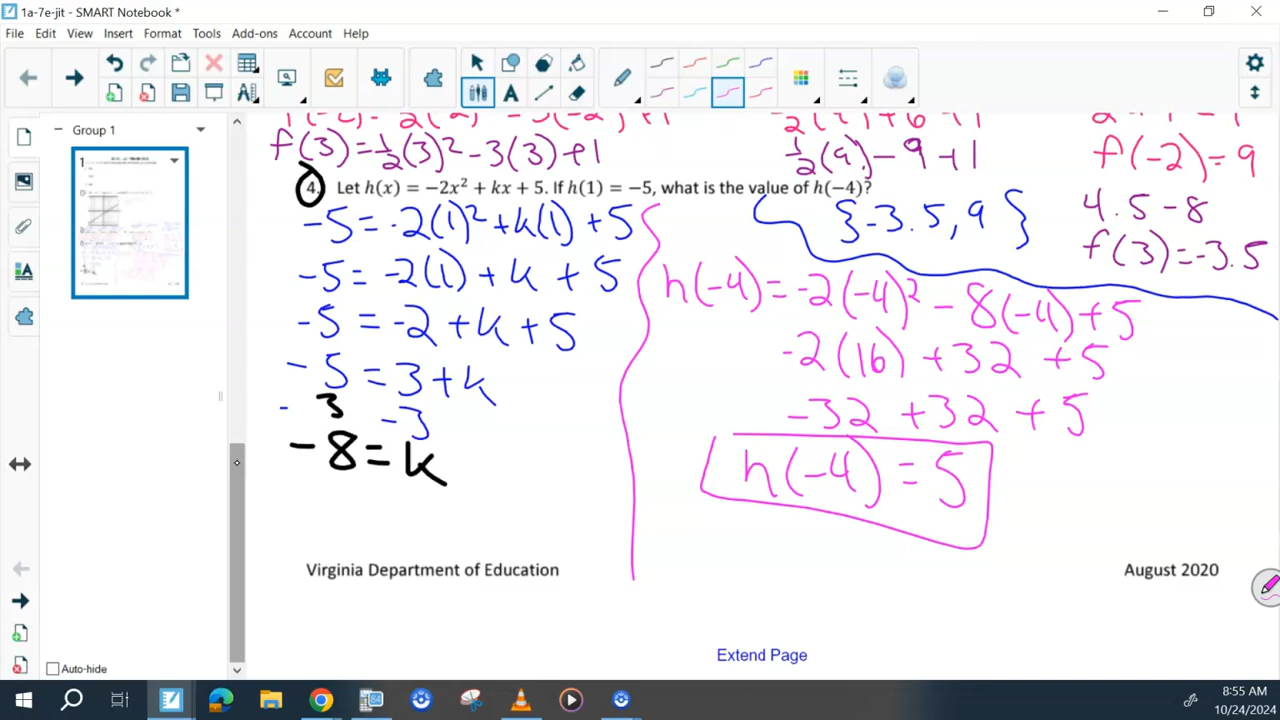 1a-7e-jit - SMART Notebook *
File Edit View Insert Format Tools Add-ons Account Help
Group 1
1
f(3) = 1/2(3)² - 3(3) + 1
1/2(9) - 9 + 1
f(-2) = 9
4. Let h(x) = −2x² + kx + 5. If h(1) = −5, what is the value of h(−4)?
4.5 - 8
f(3) = -3.5
{-3.5, 9}
-5 = -2(1)² + k(1) + 5
-5 = -2(1) + k + 5
-5 = -2 + k + 5
-5 = 3 + k
-3 -3
-8 = k
h(-4) = -2(-4)² - 8(-4) + 5
-2(16) + 32 + 5
-32 + 32 + 5
h(-4) = 5
Virginia Department of Education August 2020
Extend Page
Auto-hide
8:55 AM
10/24/2024